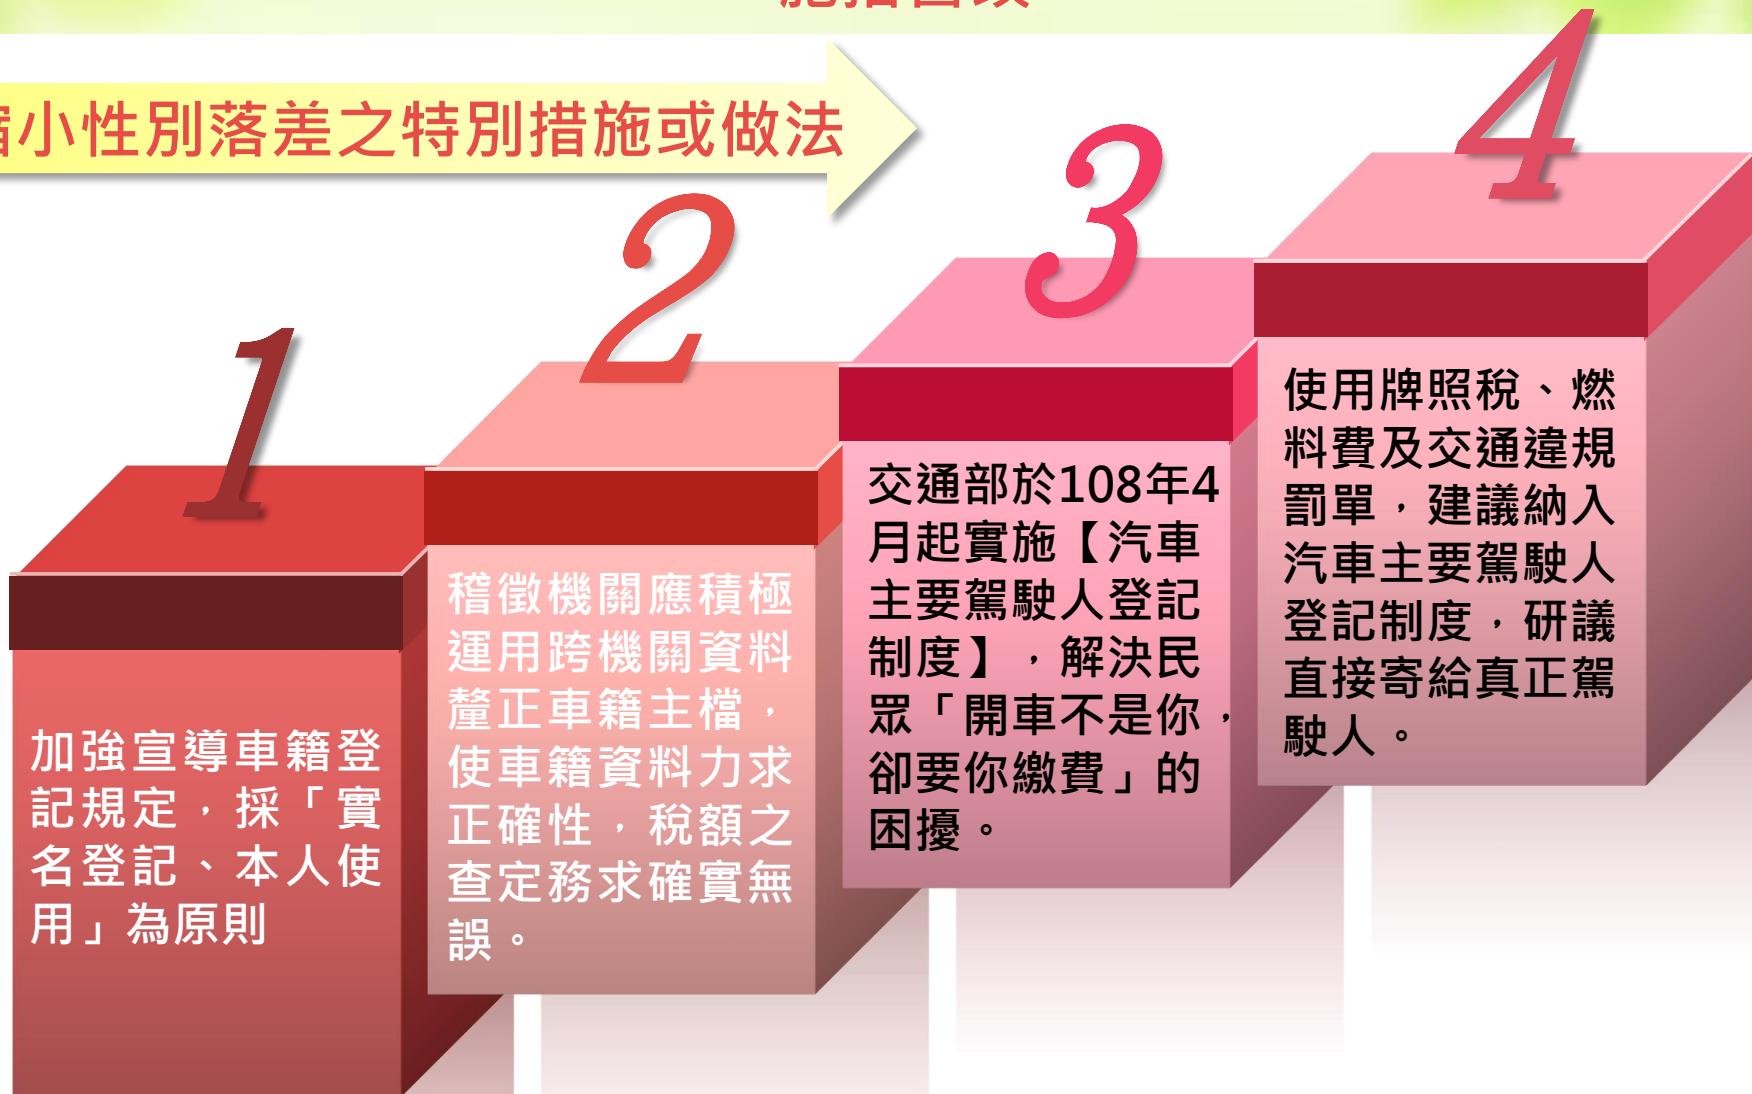 縮小性別落差之特別措施或做法
1
加強宣導車籍登
記規定，採「實
名登記、本人使
用」為原則
2
稽徵機關應積極
運用跨機關資料
釐正車籍主檔，
使車籍資料力求
正確性，稅額之
查定務求確實無
誤。
3
交通部於108年4
月起實施【汽車
主要駕駛人登記
制度】，解決民
眾「開車不是你，
卻要你繳費」的
困擾。
4
使用牌照稅、燃
料費及交通違規
罰單，建議納入
汽車主要駕駛人
登記制度，研議
直接寄給真正駕
駛人。